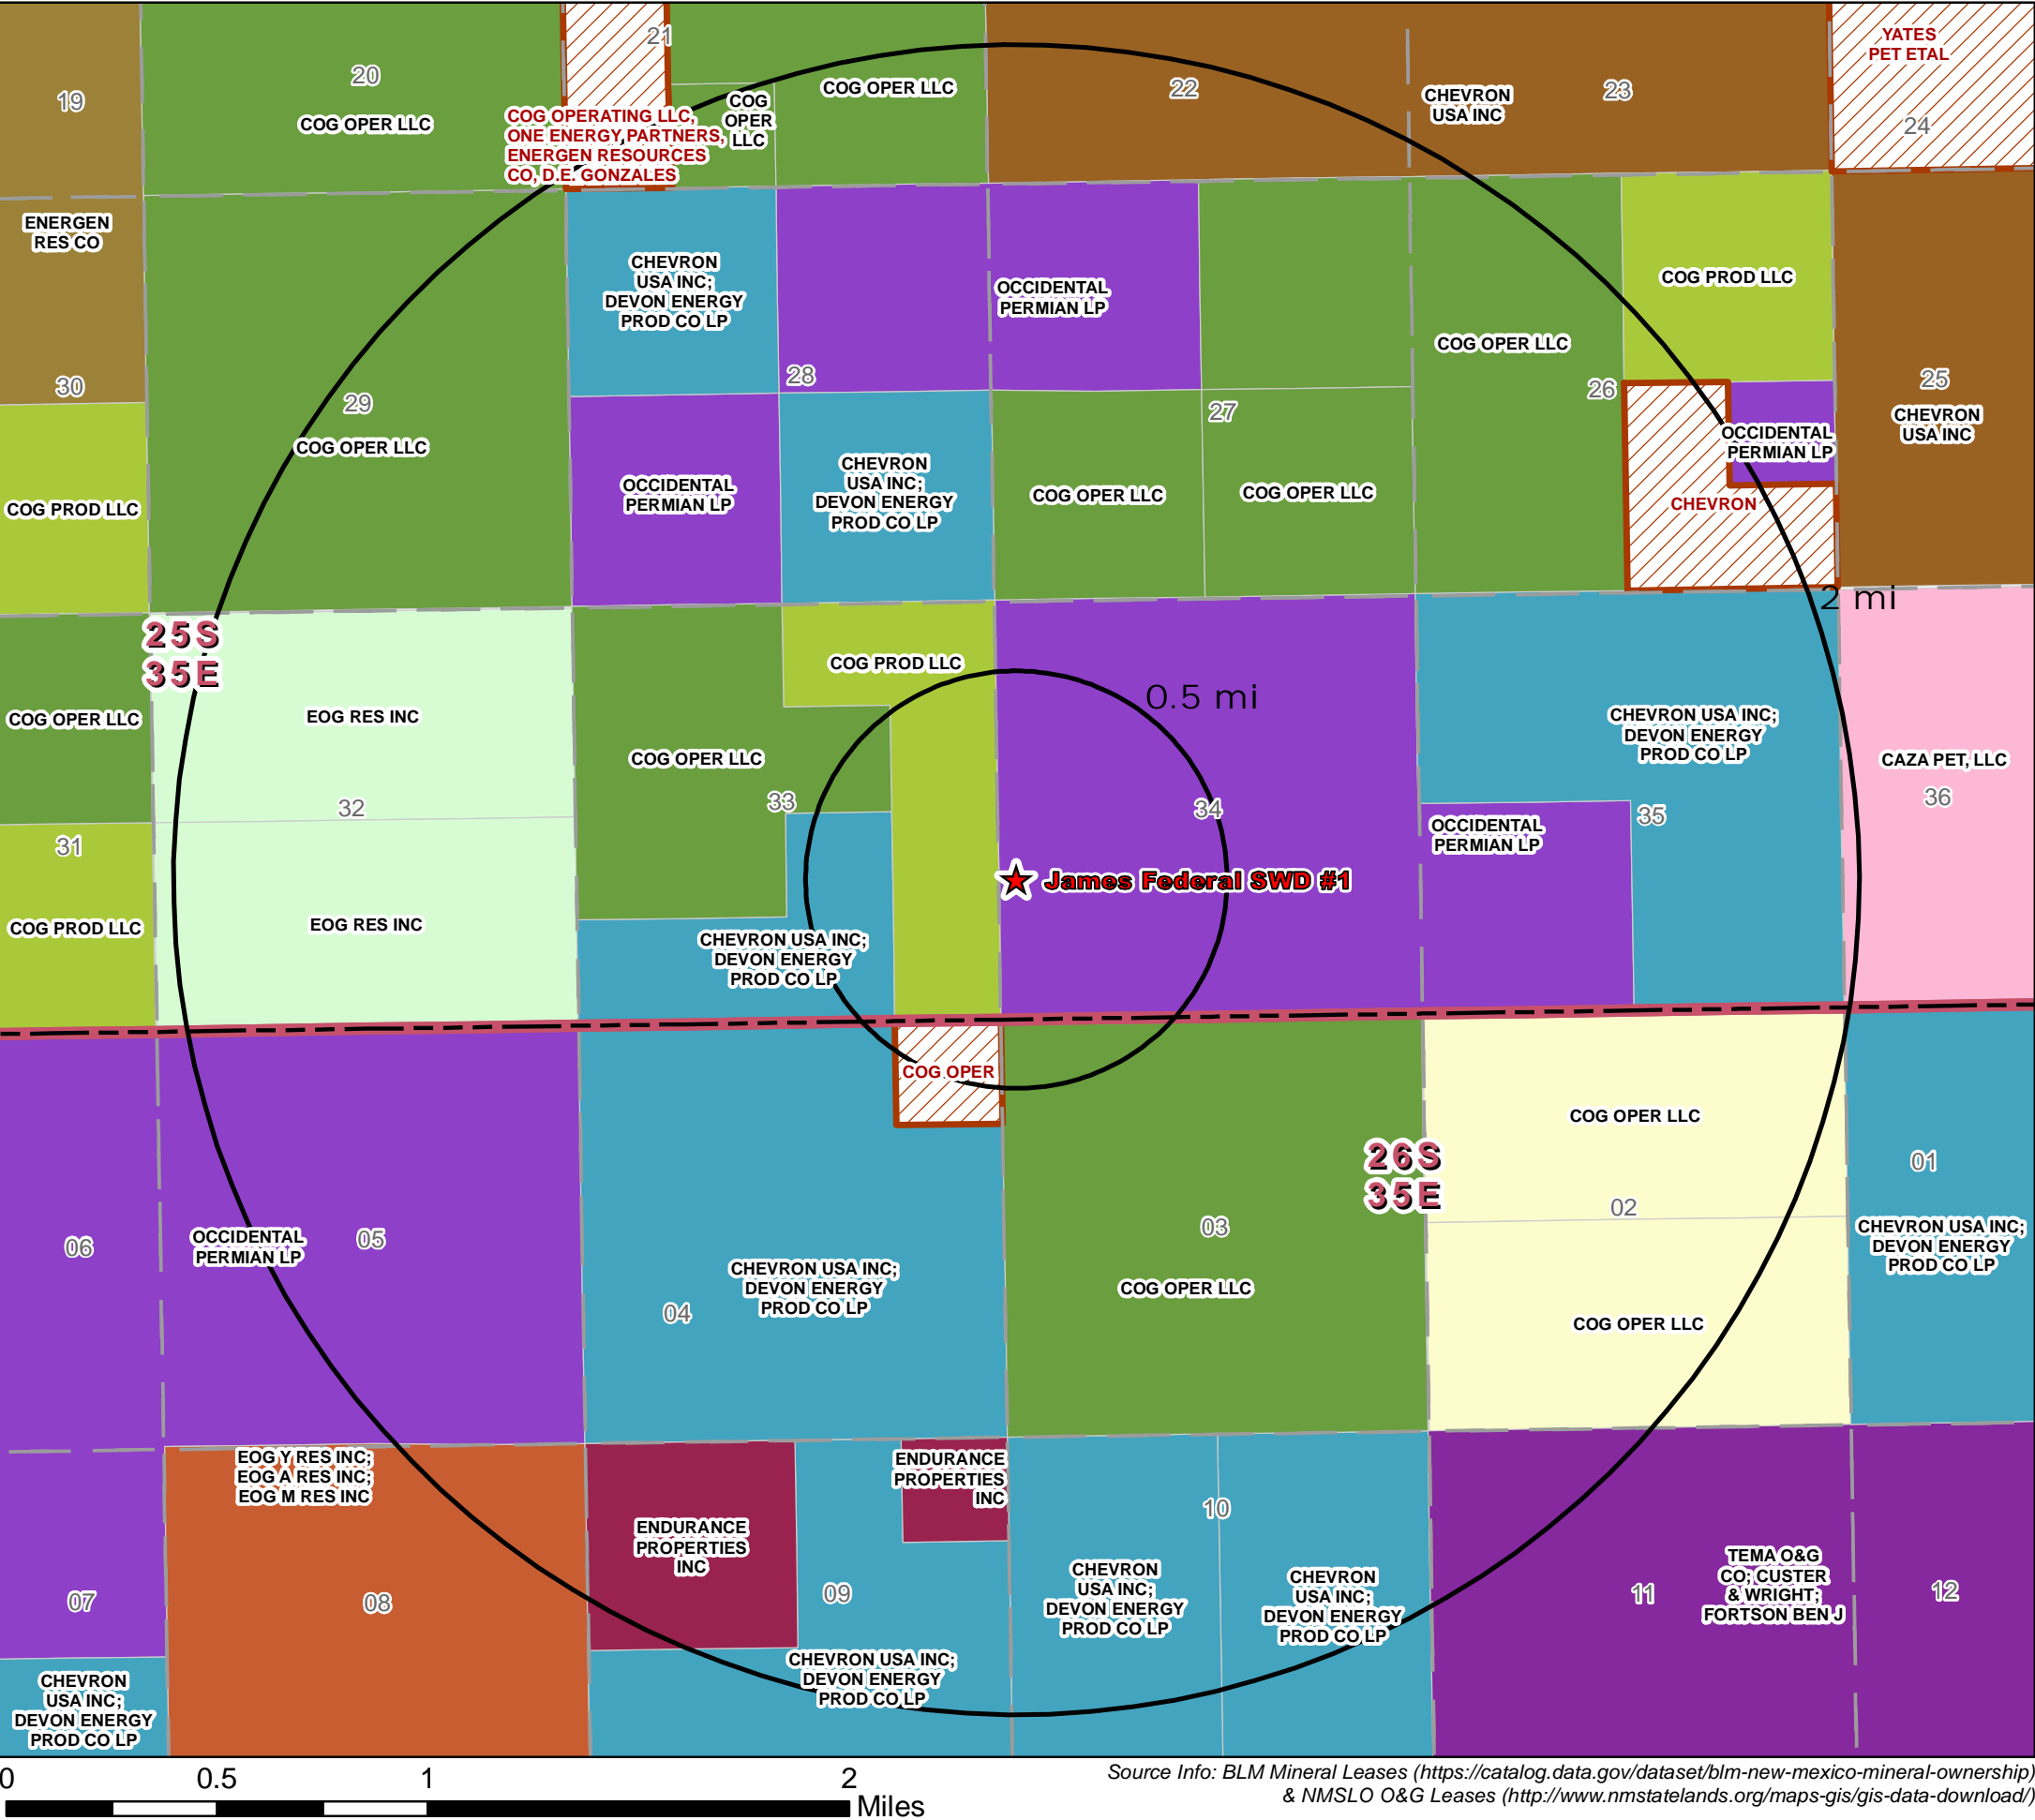 21
YATES
PET ETAL
20
COG OPER LLC
22
23
CHEVRON
USA INC
19
COG OPER LLC
COG
OPER
LLC
COG OPERATING LLC,
ONE ENERGY PARTNERS,
ENERGEN RESOURCES
CO, D.E. GONZALES
24
ENERGEN
RES CO
CHEVRON
USA INC;
DEVON ENERGY
PROD CO LP
OCCIDENTAL
PERMIAN LP
COG PROD LLC
COG OPER LLC
30
29
28
27
26
25
CHEVRON
USA INC
COG OPER LLC
OCCIDENTAL
PERMIAN LP
COG PROD LLC
OCCIDENTAL
PERMIAN LP
CHEVRON
USA INC;
DEVON ENERGY
PROD CO LP
COG OPER LLC
COG OPER LLC
CHEVRON
2 mi
25S
35E
COG PROD LLC
0.5 mi
COG OPER LLC
EOG RES INC
COG OPER LLC
CHEVRON USA INC;
DEVON ENERGY
PROD CO LP
CAZA PET, LLC
36
33
32
34
35
31
OCCIDENTAL
PERMIAN LP
James Federal SWD #1
COG PROD LLC
EOG RES INC
CHEVRON USA INC;
DEVON ENERGY
PROD CO LP
COG OPER
COG OPER LLC
26S
35E
01
02
03
06
OCCIDENTAL
PERMIAN LP
05
CHEVRON USA INC;
DEVON ENERGY
PROD CO LP
04
COG OPER LLC
CHEVRON USA INC;
DEVON ENERGY
PROD CO LP
COG OPER LLC
EOG Y RES INC;
EOG A RES INC;
EOG M RES INC
ENDURANCE
PROPERTIES
INC
10
ENDURANCE
PROPERTIES
INC
07
08
09
CHEVRON
USA INC;
DEVON ENERGY
PROD CO LP
CHEVRON
USA INC;
DEVON ENERGY
PROD CO LP
11
TEMA O&G
CO; CUSTER
& WRIGHT;
FORTSON BEN J
12
CHEVRON
USA INC;
DEVON ENERGY
PROD CO LP
CHEVRON USA INC;
DEVON ENERGY
PROD CO LP
0 0.5 1 2
Miles
Source Info: BLM Mineral Leases (https://catalog.data.gov/dataset/blm-new-mexico-mineral-ownership)
& NMSLO O&G Leases (http://www.nmstatelands.org/maps-gis/gis-data-download/)